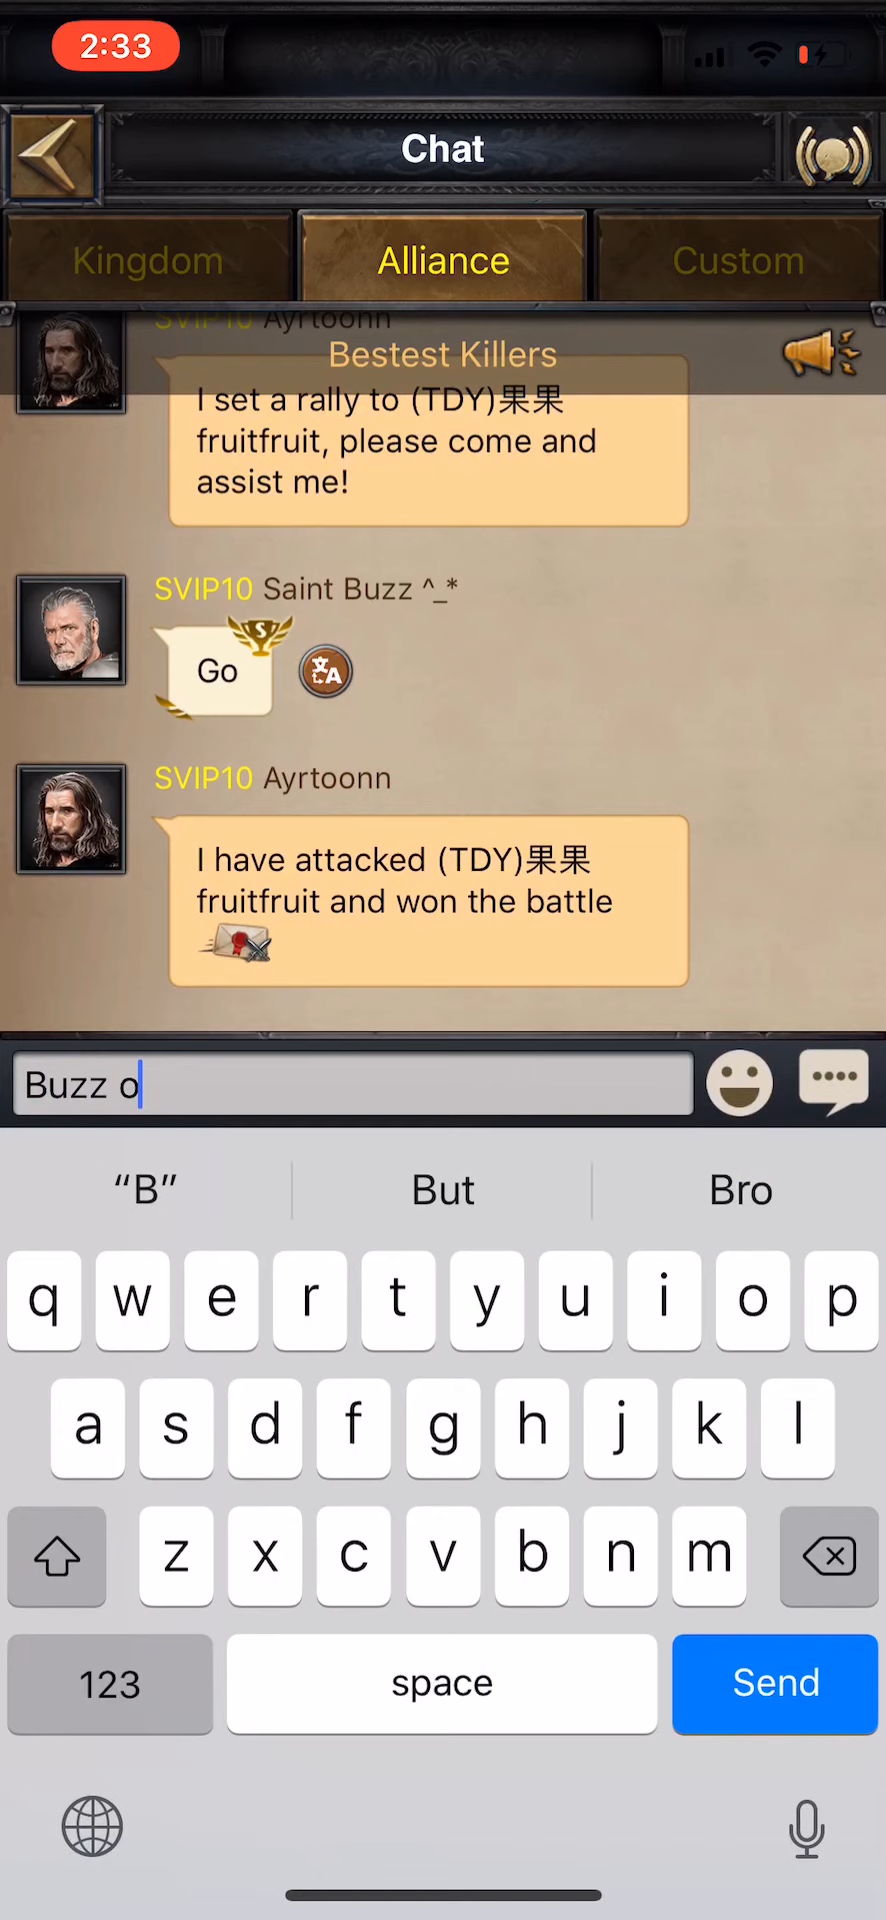 2:33
Chat
Kingdom
Alliance
Custom
SVIP10 Ayrtoonn
Bestest Killers
I set a rally to (TDY)果果
fruitfruit, please come and
assist me!
SVIP10 Saint Buzz ^_*
Go
SVIP10 Ayrtoonn
I have attacked (TDY)果果
fruitfruit and won the battle
Buzz o
“B”
But
Bro
q w e r t y u i o p
a s d f g h j k l
z x c v b n m
123
space
Send